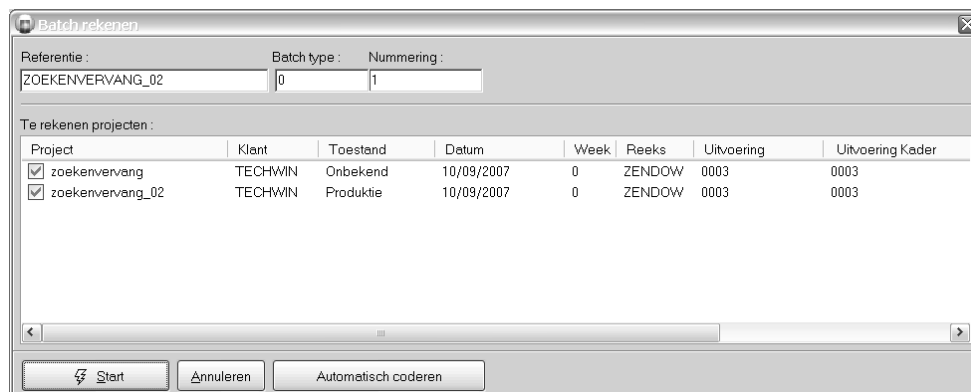 Batch rekenen
Referentie : Batch type : Nummering :
ZOEKENVERVANG_02 0 1
Te rekenen projecten :
Project Klant Toestand Datum Week Reeks Uitvoering Uitvoering Kader
zoekenvervang TECHWIN Onbekend 10/09/2007 0 ZENDOW 0003 0003
zoekenvervang_02 TECHWIN Produktie 10/09/2007 0 ZENDOW 0003 0003
Start Annuleren Automatisch coderen